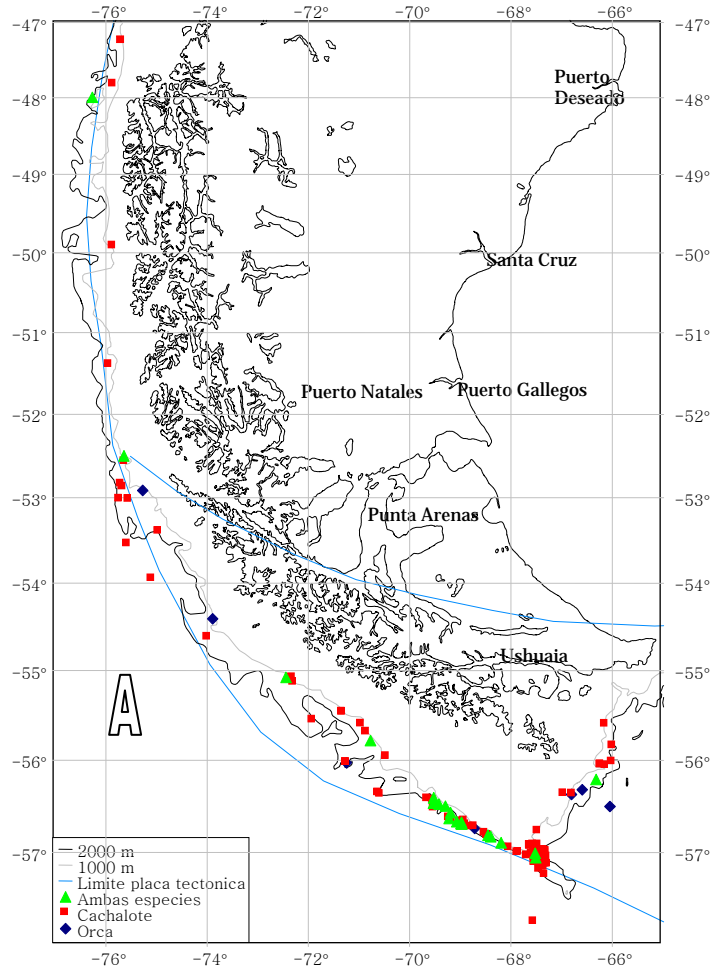 -76° -74° -72° -70° -68° -66°
-47° -47°
Puerto
Deseado
-48° -48°
-49° -49°
-50° -50°
Santa Cruz
-51° -51°
Puerto Natales
Puerto Gallegos
-52° -52°
-53° -53°
Punta Arenas
-54° -54°
Ushuaia
-55° -55°
A
-56° -56°
-57° -57°
2000 m
1000 m
Limite placa tectonica
Ambas especies
Cachalote
Orca
-76° -74° -72° -70° -68° -66°